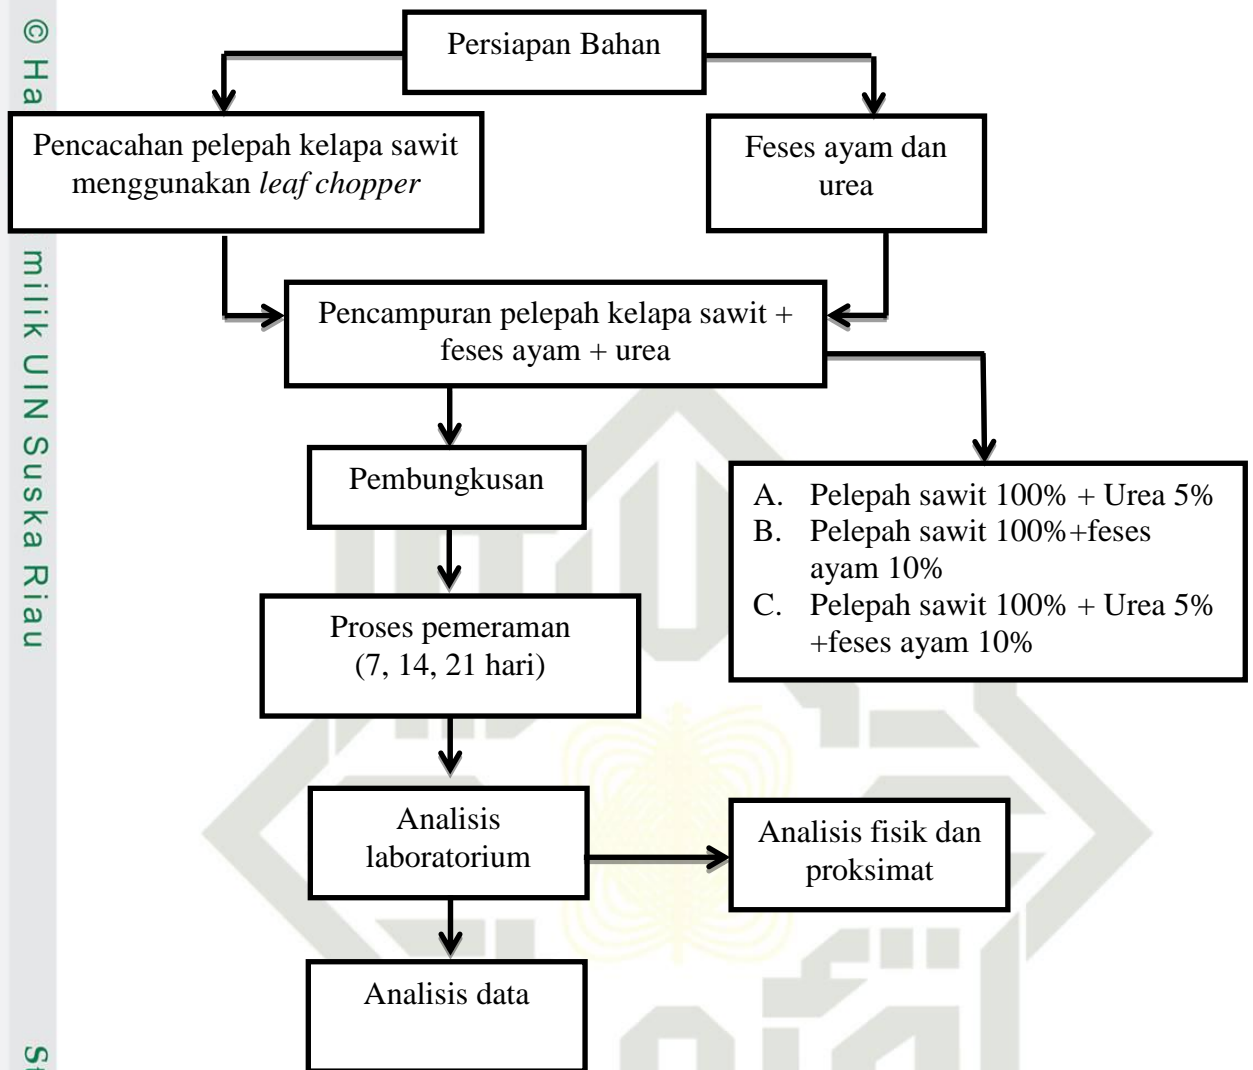 © Ha
milik UIN Suska Riau
Persiapan Bahan
Pencacahan pelepah kelapa sawit
menggunakan leaf chopper
Feses ayam dan
urea
Pencampuran pelepah kelapa sawit +
feses ayam + urea
Pembungkusan
A. Pelepah sawit 100% + Urea 5%
B. Pelepah sawit 100%+feses
ayam 10%
C. Pelepah sawit 100% + Urea 5%
+feses ayam 10%
Proses pemeraman
(7, 14, 21 hari)
Analisis
laboratorium
Analisis fisik dan
proksimat
Analisis data